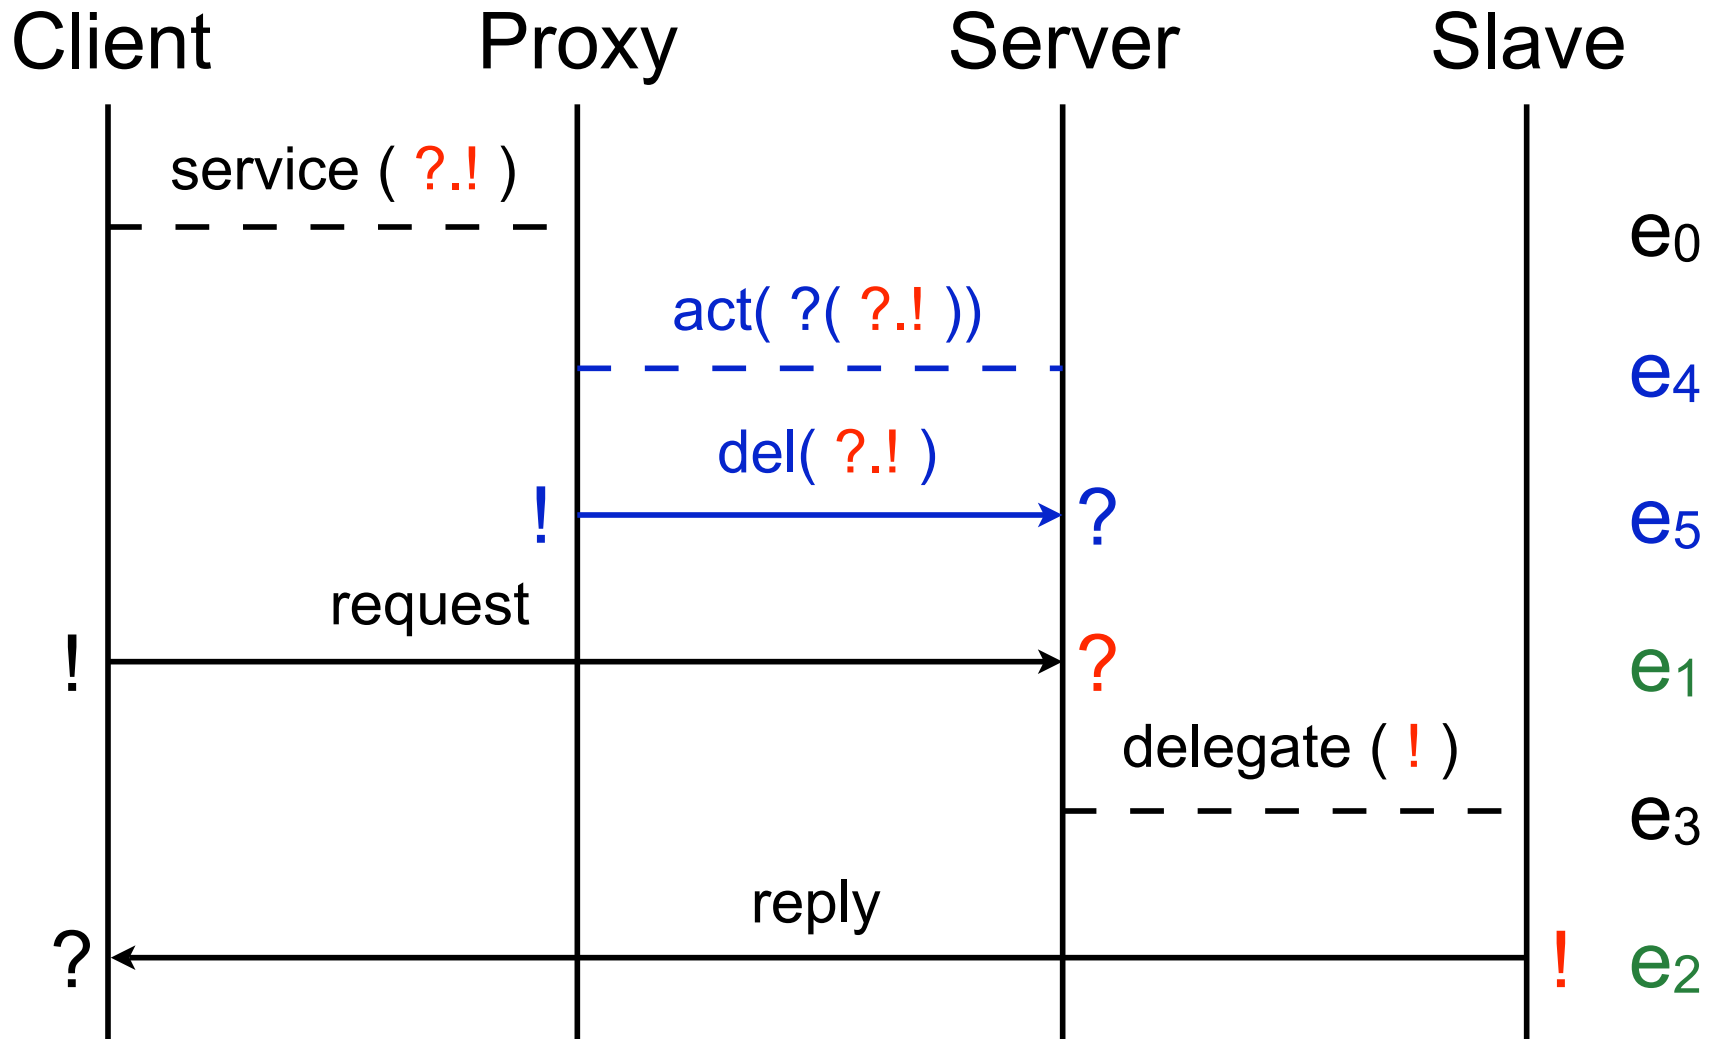 Client Proxy Server Slave
service ( ?.! )
e0
act( ?( ?.! ))
e4
del( ?.! )
! ? e5
request
! ? e1
delegate ( ! )
e3
reply
? ! e2